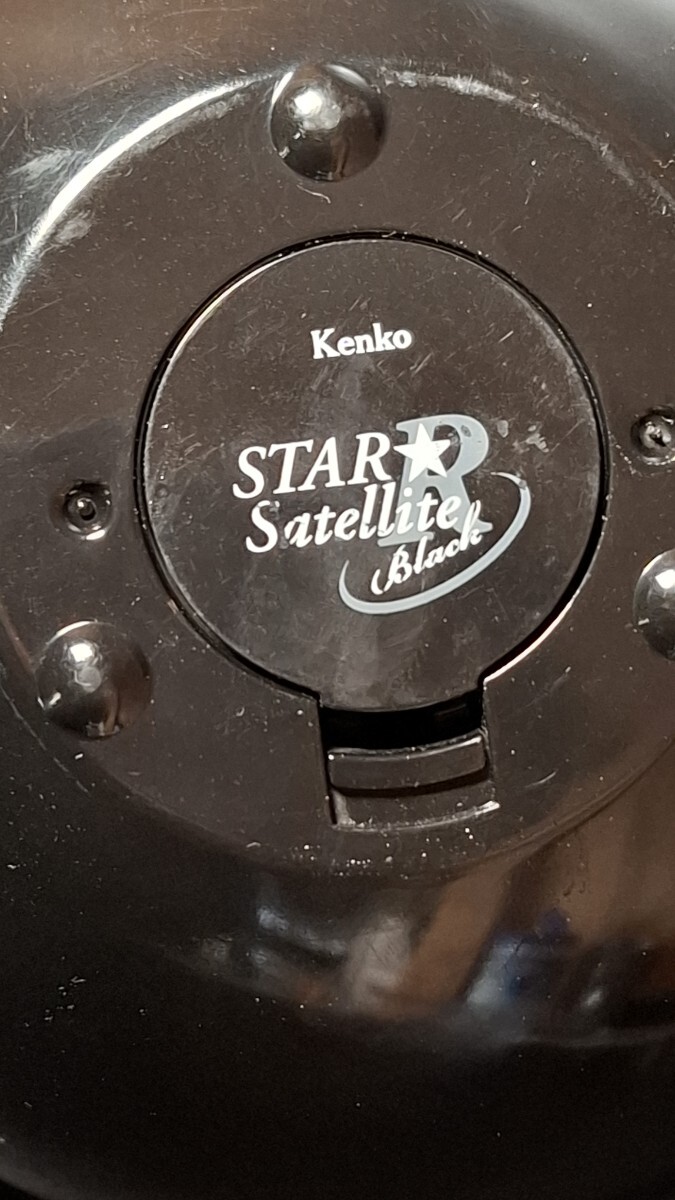 Kenko
STAR R
Satellite
Black